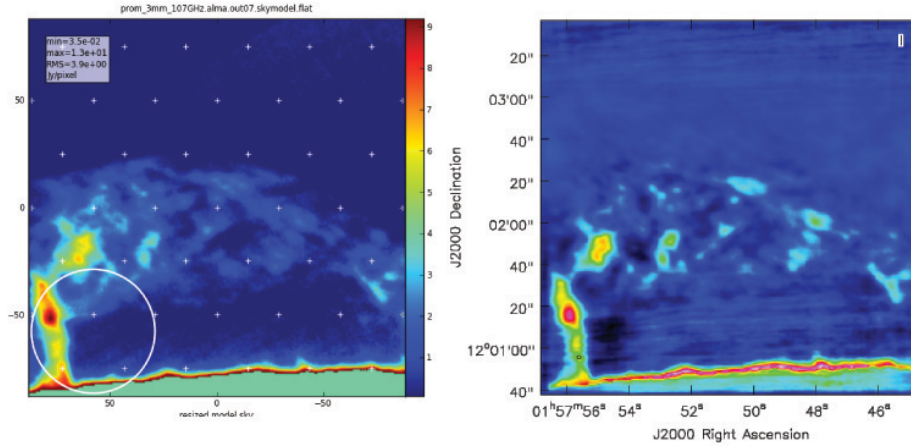 prom_3mm_107GHz.alma.out07.skymodel.flat
min=3.5e-02
max=1.3e+01
RMS=3.9e+00
Jy/pixel
50
0
−50
50
0
−50
resized model sky
9
8
7
6
5
4
3
2
1
I
J2000 Declination
20"
03'00"
40"
20"
02'00"
40"
20"
12°01'00"
40"
01ʰ57ᵐ56ˢ
54ˢ
52ˢ
50ˢ
48ˢ
46ˢ
J2000 Right Ascension